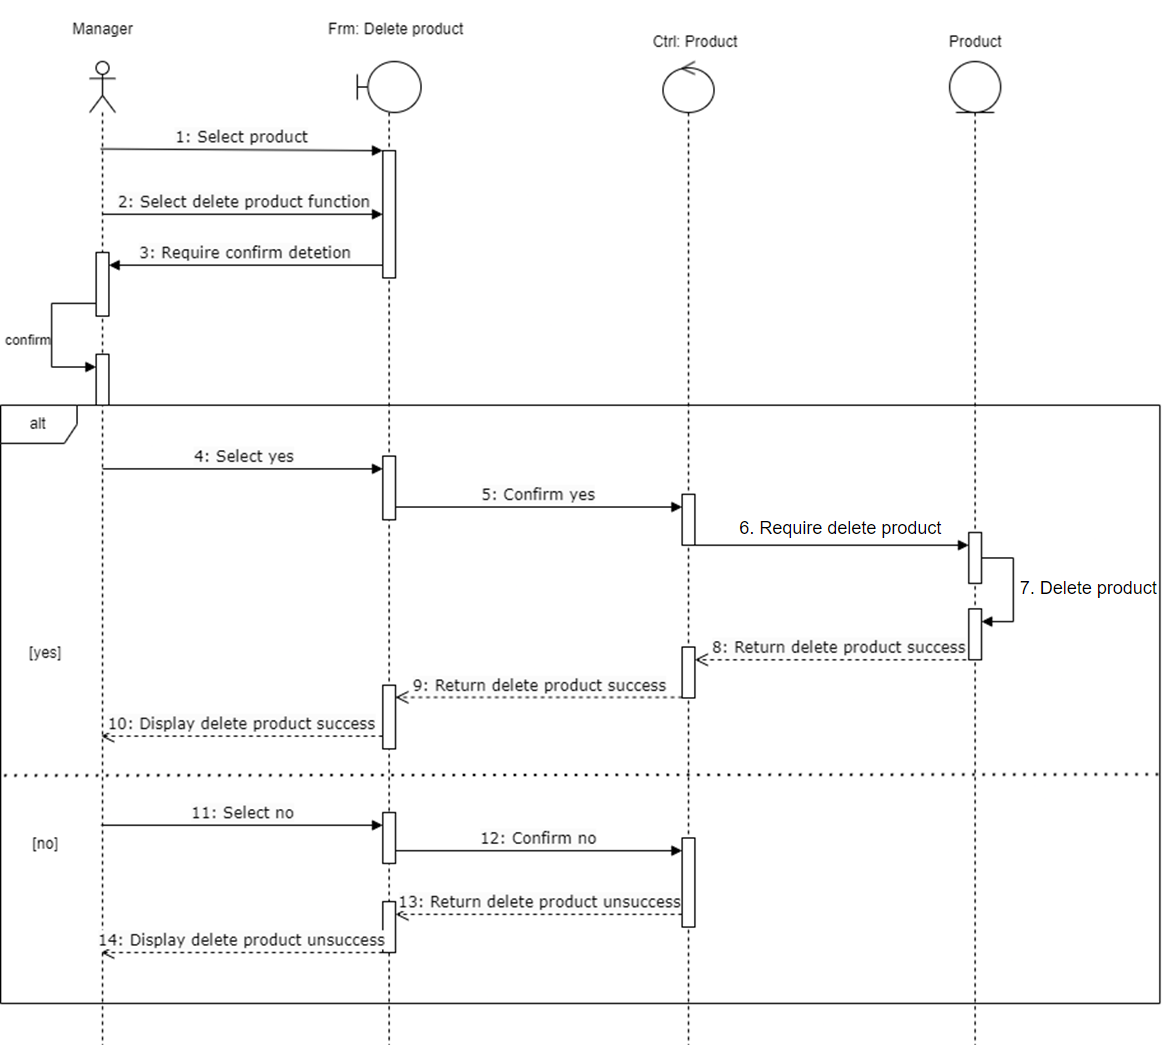 Manager
Frm: Delete product
Ctrl: Product
Product
1: Select product
2: Select delete product function
3: Require confirm detetion
confirm
alt
4: Select yes
5: Confirm yes
6. Require delete product
7. Delete product
[yes]
8: Return delete product success
9: Return delete product success
10: Display delete product success
11: Select no
[no]
12: Confirm no
13: Return delete product unsuccess
14: Display delete product unsuccess